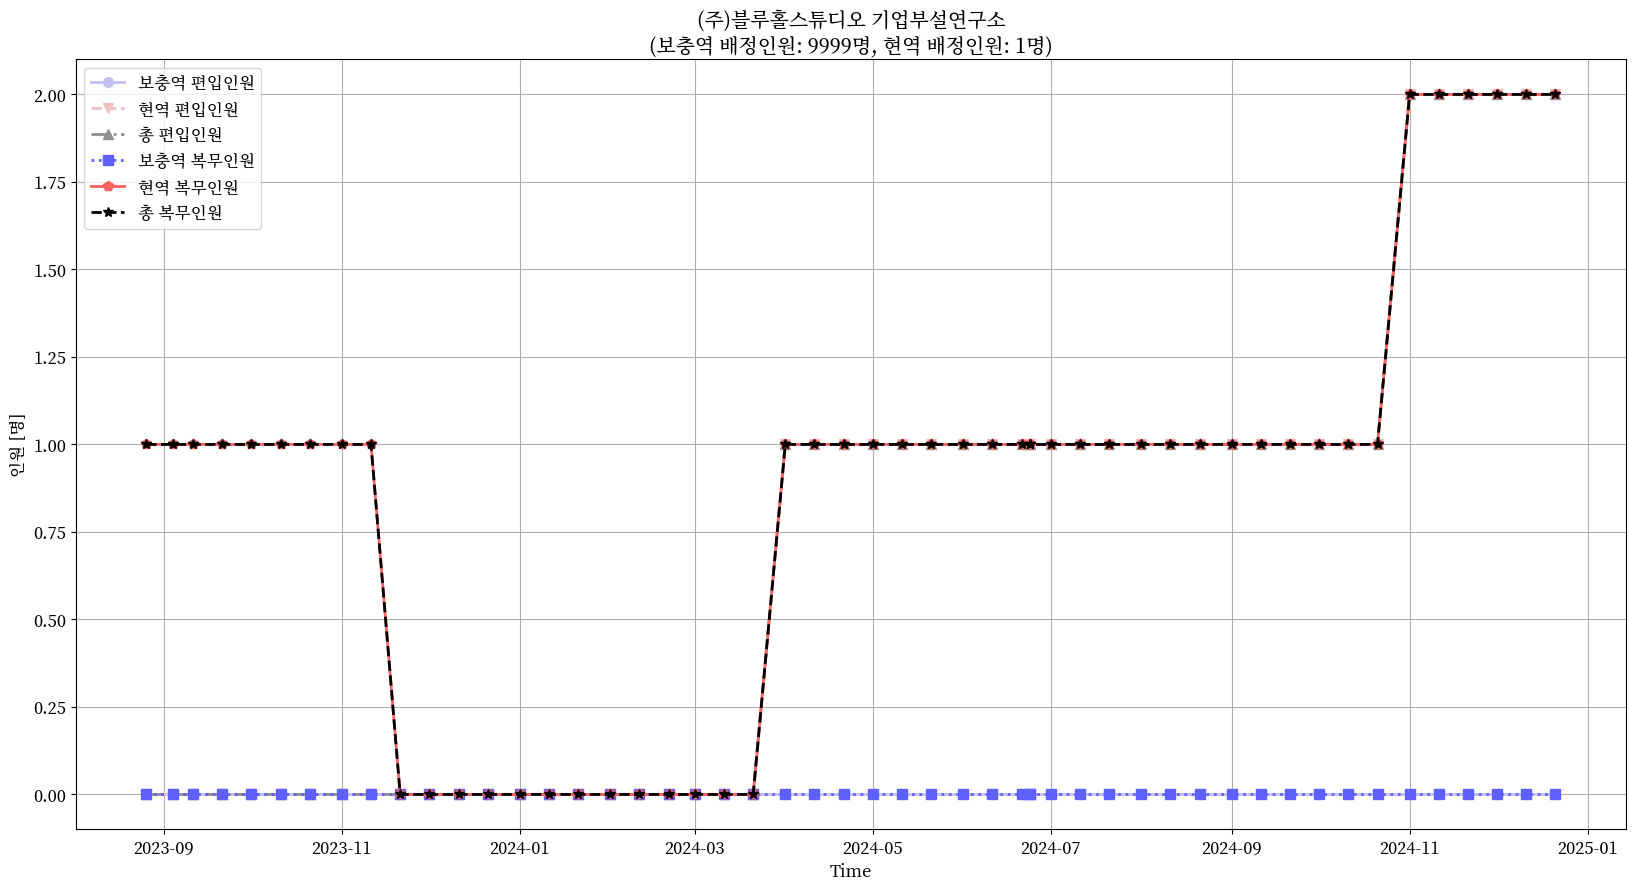 (주)블루홀스튜디오 기업부설연구소
(보충역 배정인원: 9999명, 현역 배정인원: 1명)
보충역 편입인원
현역 편입인원
총 편입인원
보충역 복무인원
현역 복무인원
총 복무인원
인원 [명]
2.00
1.75
1.50
1.25
1.00
0.75
0.50
0.25
0.00
2023-09
2023-11
2024-01
2024-03
2024-05
2024-07
2024-09
2024-11
2025-01
Time